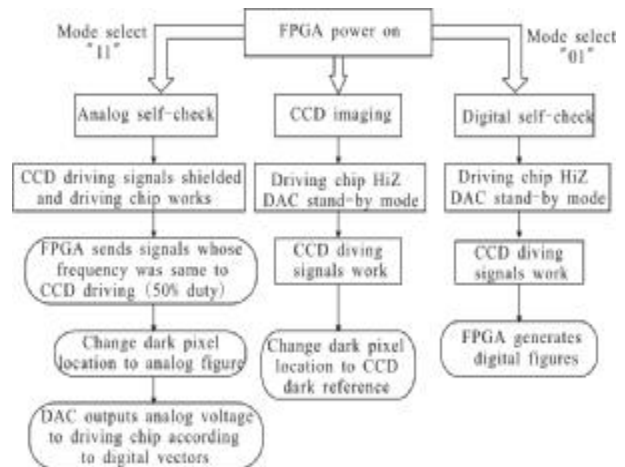 FPGA power on
Mode select
"11"
Mode select
"01"
Analog self-check
CCD imaging
Digital self-check
CCD driving signals shielded
and driving chip works
Driving chip HiZ
DAC stand-by mode
Driving chip HiZ
DAC stand-by mode
FPGA sends signals whose
frequency was same to
CCD driving (50% duty)
CCD diving
signals work
CCD diving
signals work
Change dark pixel
location to analog figure
Change dark pixel
location to CCD
dark reference
FPGA generates
digital figures
DAC outputs analog voltage
to driving chip according
to digital vectors